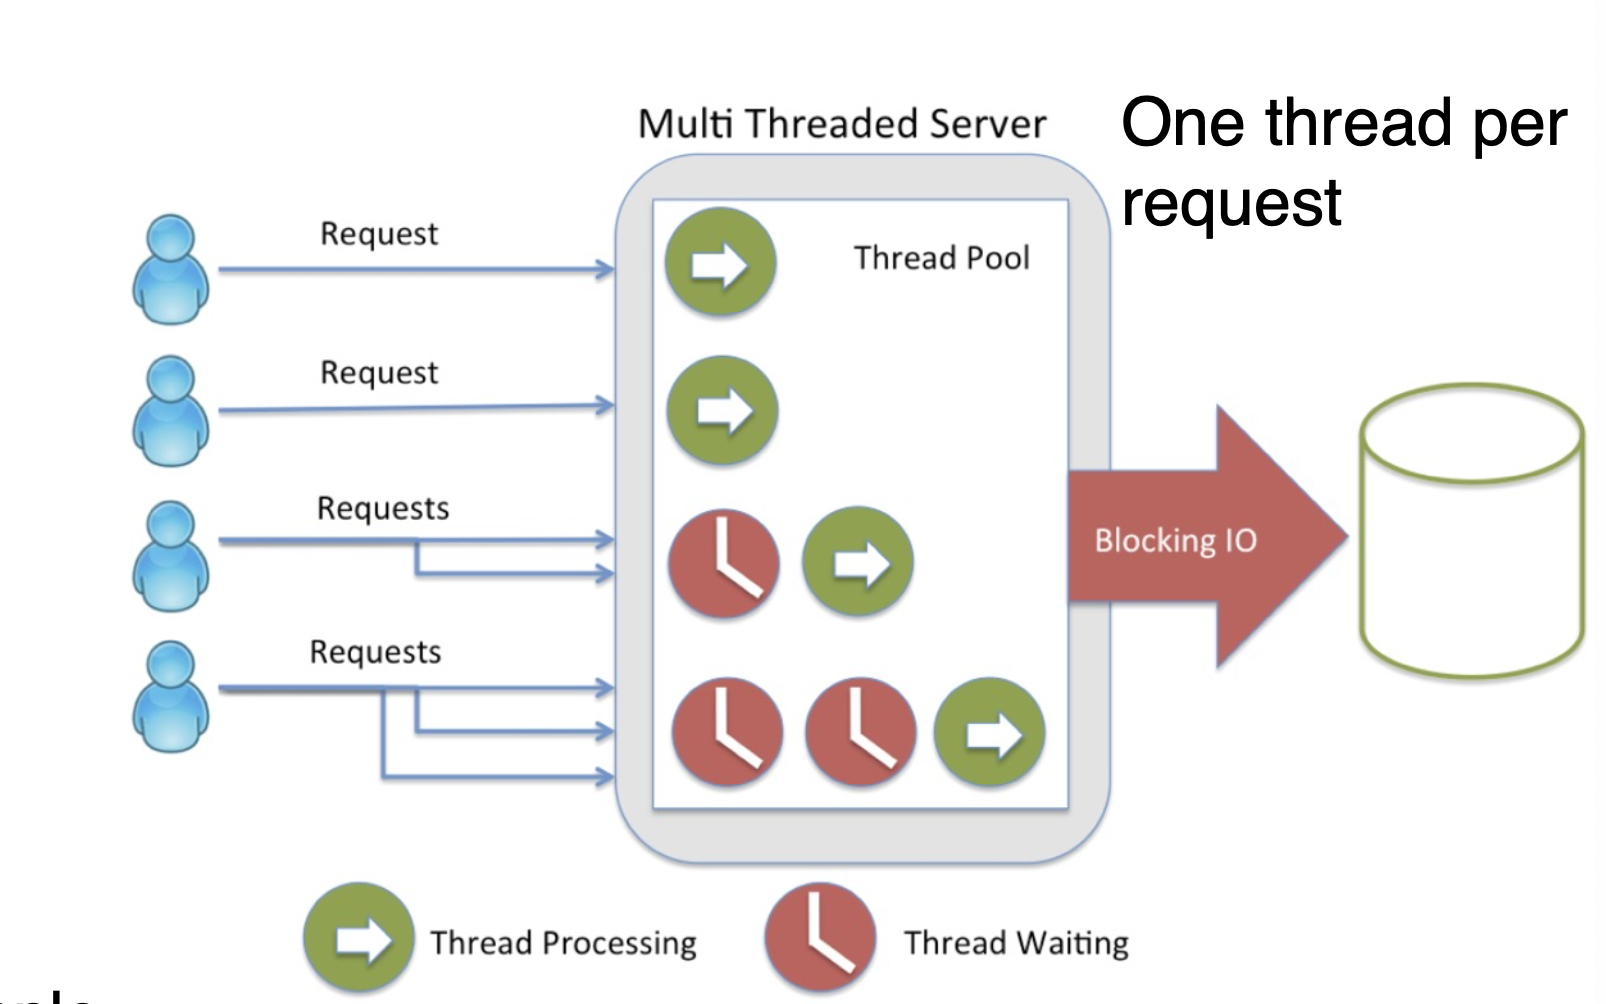 Multi Threaded Server
One thread per
request
Request
Thread Pool
Request
Requests
Blocking IO
Requests
Thread Processing
Thread Waiting